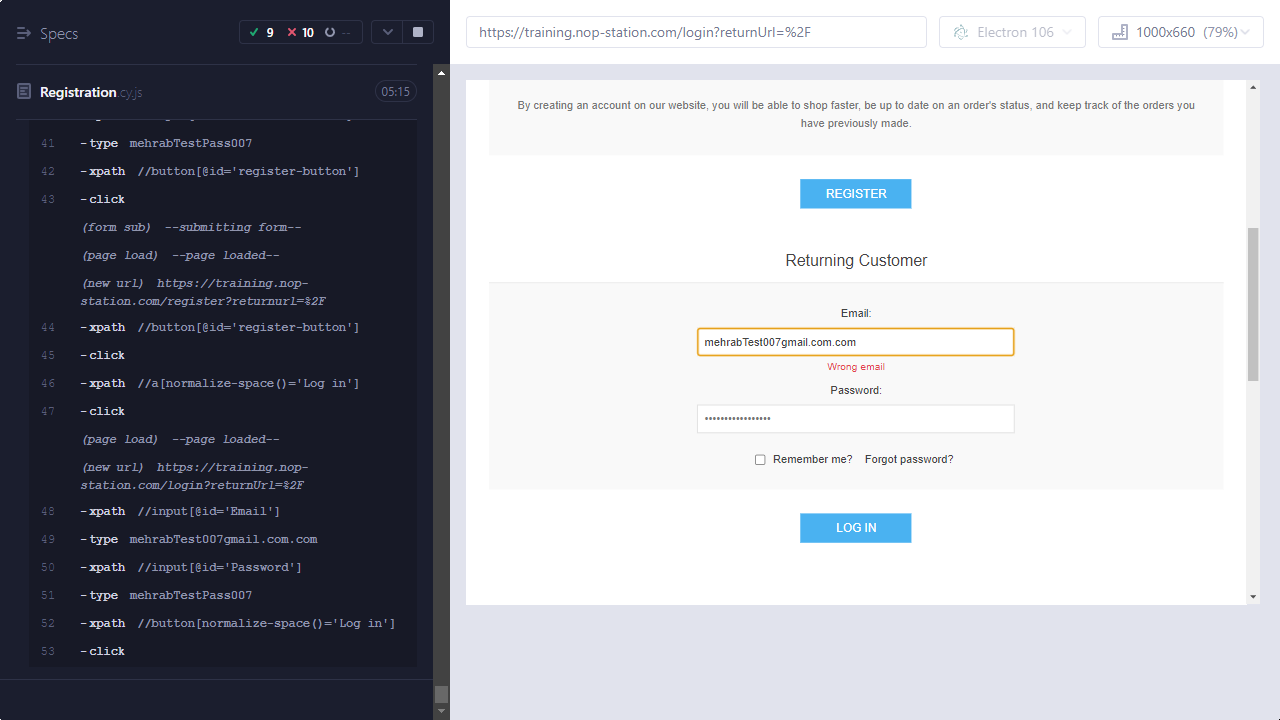 Specs
9 10 --
Registration.cy.js
05:15
41 -type mehrabTestPass007
42 -xpath //button[@id='register-button']
43 -click
(form sub) --submitting form--
(page load) --page loaded--
(new url) https://training.nop-
station.com/register?returnurl=%2F
44 -xpath //button[@id='register-button']
45 -click
46 -xpath //a[normalize-space()='Log in']
47 -click
(page load) --page loaded--
(new url) https://training.nop-
station.com/login?returnUrl=%2F
48 -xpath //input[@id='Email']
49 -type mehrabTest007gmail.com.com
50 -xpath //input[@id='Password']
51 -type mehrabTestPass007
52 -xpath //button[normalize-space()='Log in']
53 -click
https://training.nop-station.com/login?returnUrl=%2F
Electron 106
1000x660 (79%)
By creating an account on our website, you will be able to shop faster, be up to date on an order's status, and keep track of the orders
you have previously made.
REGISTER
Returning Customer
Email:
mehrabTest007gmail.com.com
Wrong email
Password:
•••••••••••••••••
Remember me? Forgot password?
LOG IN